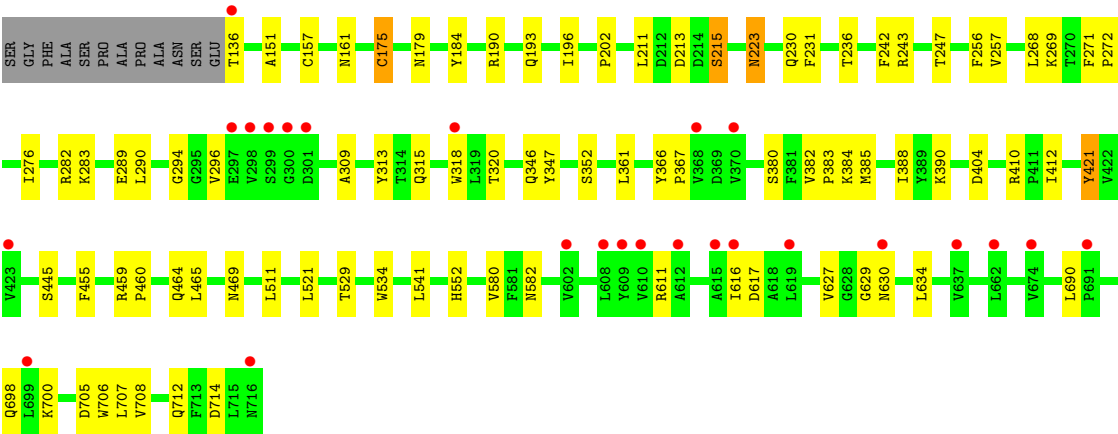 SER GLY PHE ALA SER PRO ALA PRO ALA ASN SER GLU T136 A151 C157 N161 C175 N179 Y184 R190 Q193 I196 P202 L211 D212 D213 D214 S215 N223 Q230 F231 T236 F242 R243 T247 F256 V257 L268 K269 T270 F271 P272
I276 R282 K283 E289 L290 G294 G295 V296 E297 V298 S299 G300 D301 A309 Y313 T314 Q315 W318 L319 T320 Q346 Y347 S352 L361 Y366 P367 V368 D369 V370 S380 F381 V382 P383 K384 M385 I388 Y389 K390 D404 R410 P411 I412 Y421 V422
V423 S445 F455 R459 P460 Q464 L465 N469 L511 L521 T529 W534 L541 H552 V580 F581 N582 V602 L608 Y609 V610 R611 A612 A615 I616 D617 A618 L619 V627 G628 G629 N630 L634 V637 L662 V674 L690 P691
Q698 L699 K700 D705 W706 L707 V708 Q712 F713 D714 L715 N716